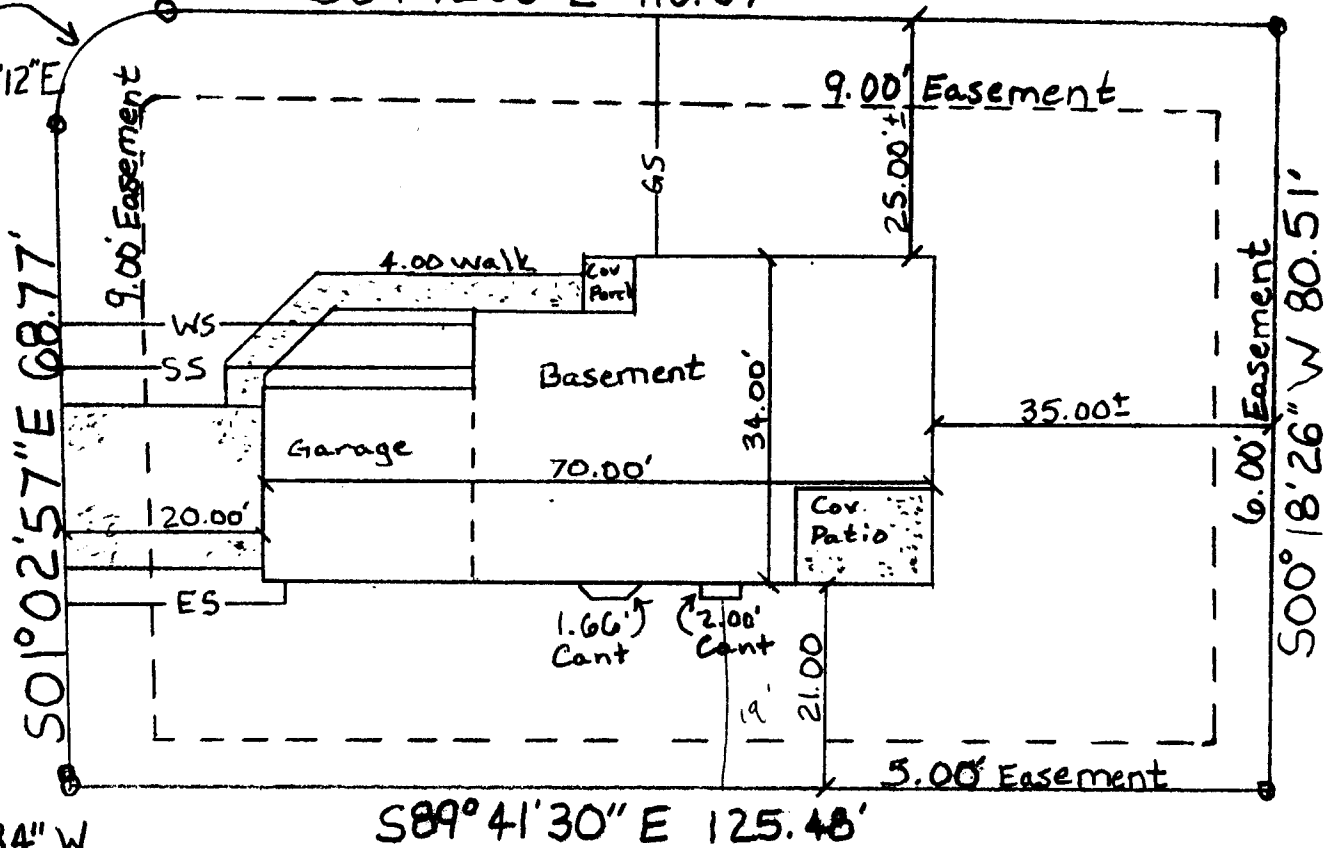 '12"E
9.00' Easement
9.00' Easement
25.00'±
GS
4.00 Walk
Cov
Porch
WS
SS
Basement
34.00'
35.00±
6.00' Easement
S00°18'26"W 80.51'
S01°02'57"E 68.77'
Garage
70.00'
20.00'
Cov.
Patio
ES
1.66'
Cant
2.00'
Cant
19'
21.00
5.00' Easement
S89°41'30"E 125.48'
34"W